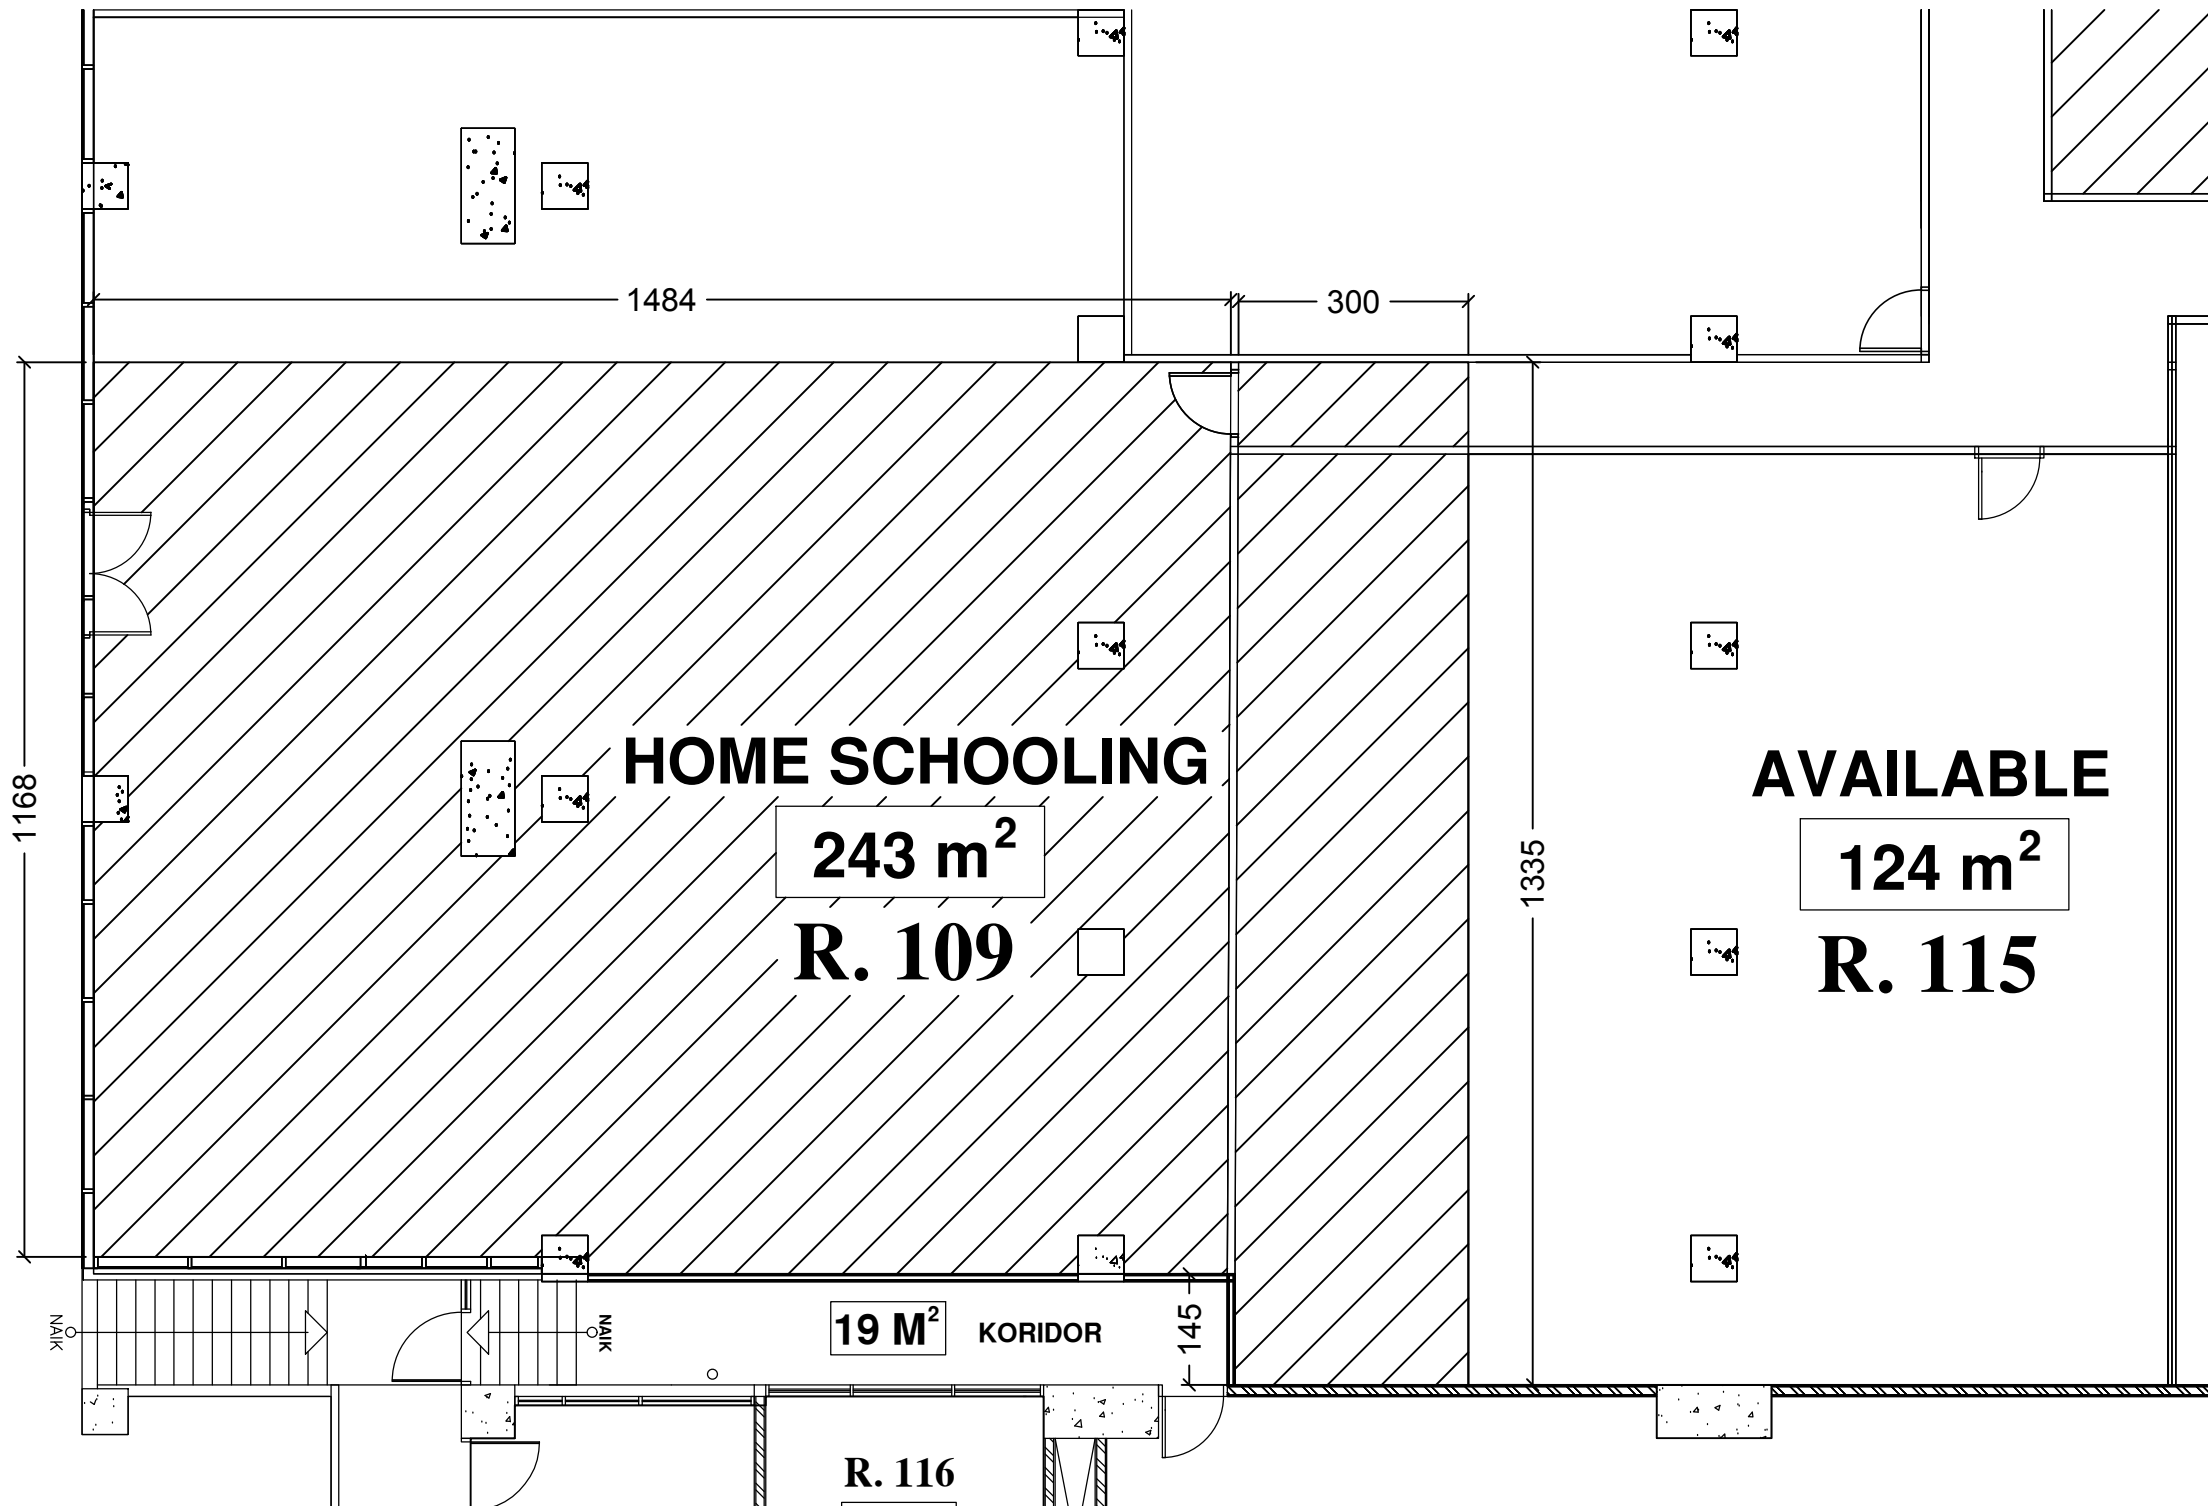 1484
300
1168
1335
HOME SCHOOLING
243 m²
R. 109
AVAILABLE
124 m²
R. 115
NAIK
NAIK
19 M²
KORIDOR
145
R. 116